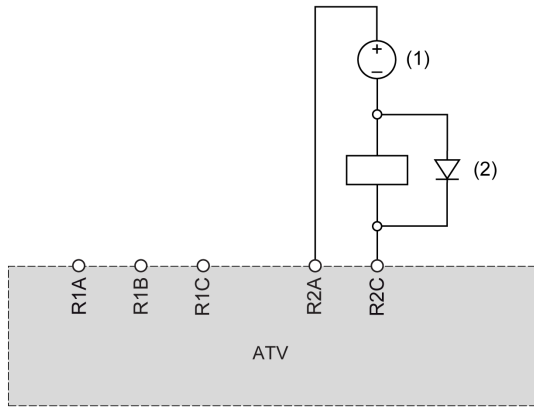 +
(1)
–
(2)
R1A
R1B
R1C
R2A
R2C
ATV